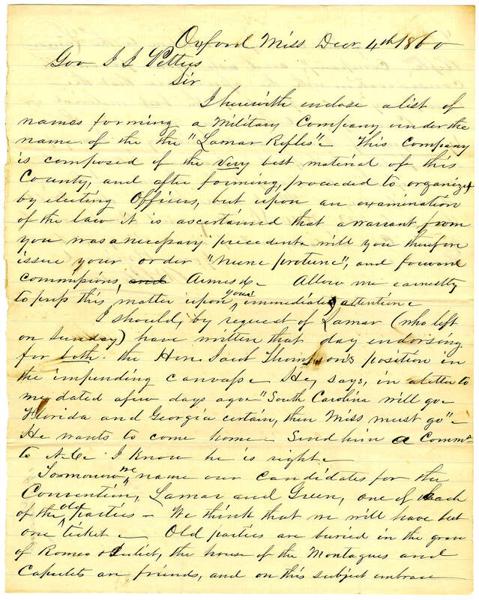 Oxford Miss Decr 4th 1860
Gov J J Pettus
Sir
I herewith enclose a list of
names forming a Military Company under the
name of the the "Lamar Rifles" - This Company
is composed of the very best material of this
County, and after forming, proceeded to organize
by electing Officers, but upon an examination
of the law it is ascertained that a warrant from
you was a necessary precedent - will you therefore
issue your order "nunc protunc", and forward
commissions, and Arms &c - Allow me earnestly
to press this matter upon your immediate attention -
I should, by request of Lamar (who left
on Sunday) have written that day endorsing
for both the Hon. Jacob Thompson's position in
the impending canvass - He, says, in a letter to
me, dated a few days ago "South Carolina will go -
Florida and Georgia certain, then Miss must go" -
He wants to come home - Send him a Commn
to N.C. I know he is right -
Tomorrow we name our Candidates for the
Convention, Lamar and Green, one of each
of the old parties - We think that we will have but
one ticket - Old parties are buried in the grave
of Romeo & Juliet, the house of the Montagues and
Capulets are friends, and on this subject embrace